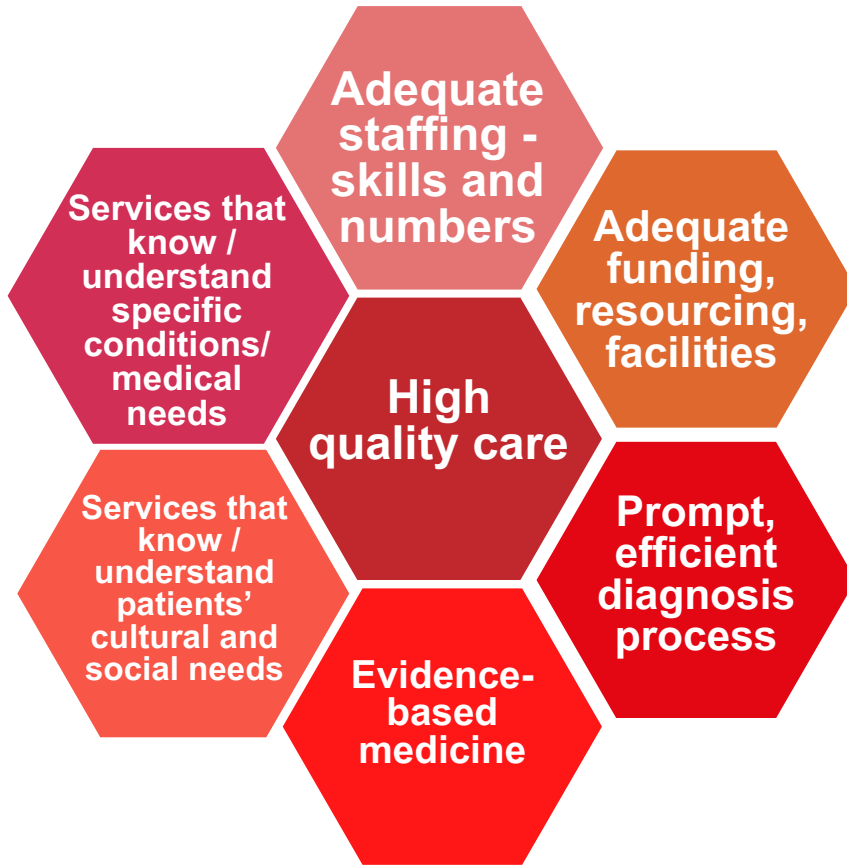 Adequate
staffing -
skills and
numbers
Services that
know /
understand
specific
conditions/
medical
needs
Adequate
funding,
resourcing,
facilities
High
quality care
Services that
know /
understand
patients’
cultural and
social needs
Prompt,
efficient
diagnosis
process
Evidence-
based
medicine